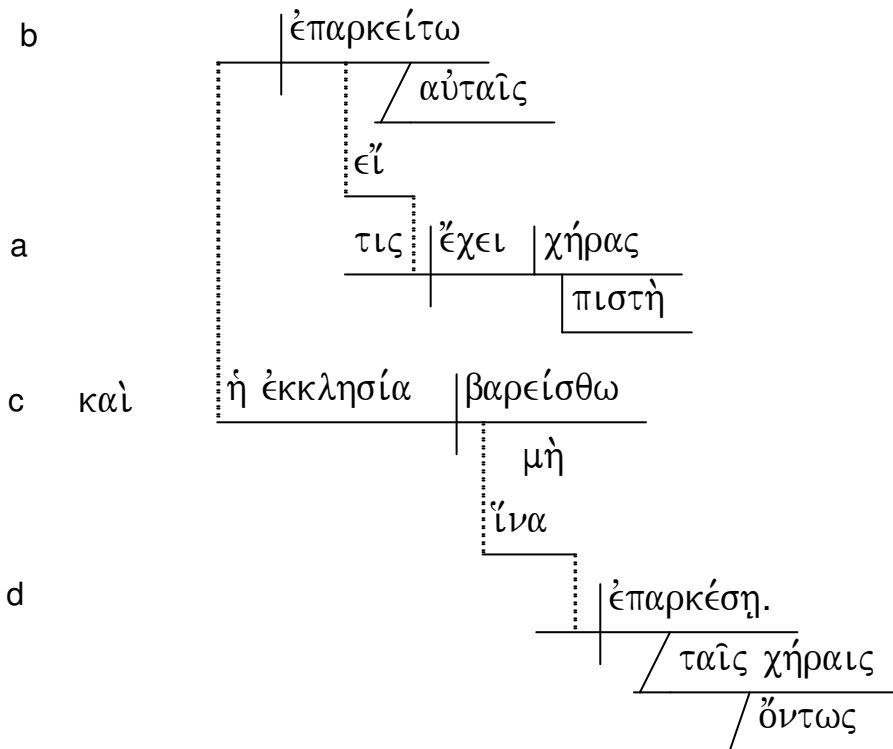 b ἐπαρκείτω
αὐταῖς
εἴ
a τις ἔχει χήρας
πιστὴ
c καὶ ἡ ἐκκλησία βαρείσθω
μὴ
ἵνα
d ἐπαρκέσῃ.
ταῖς χήραις
ὄντως